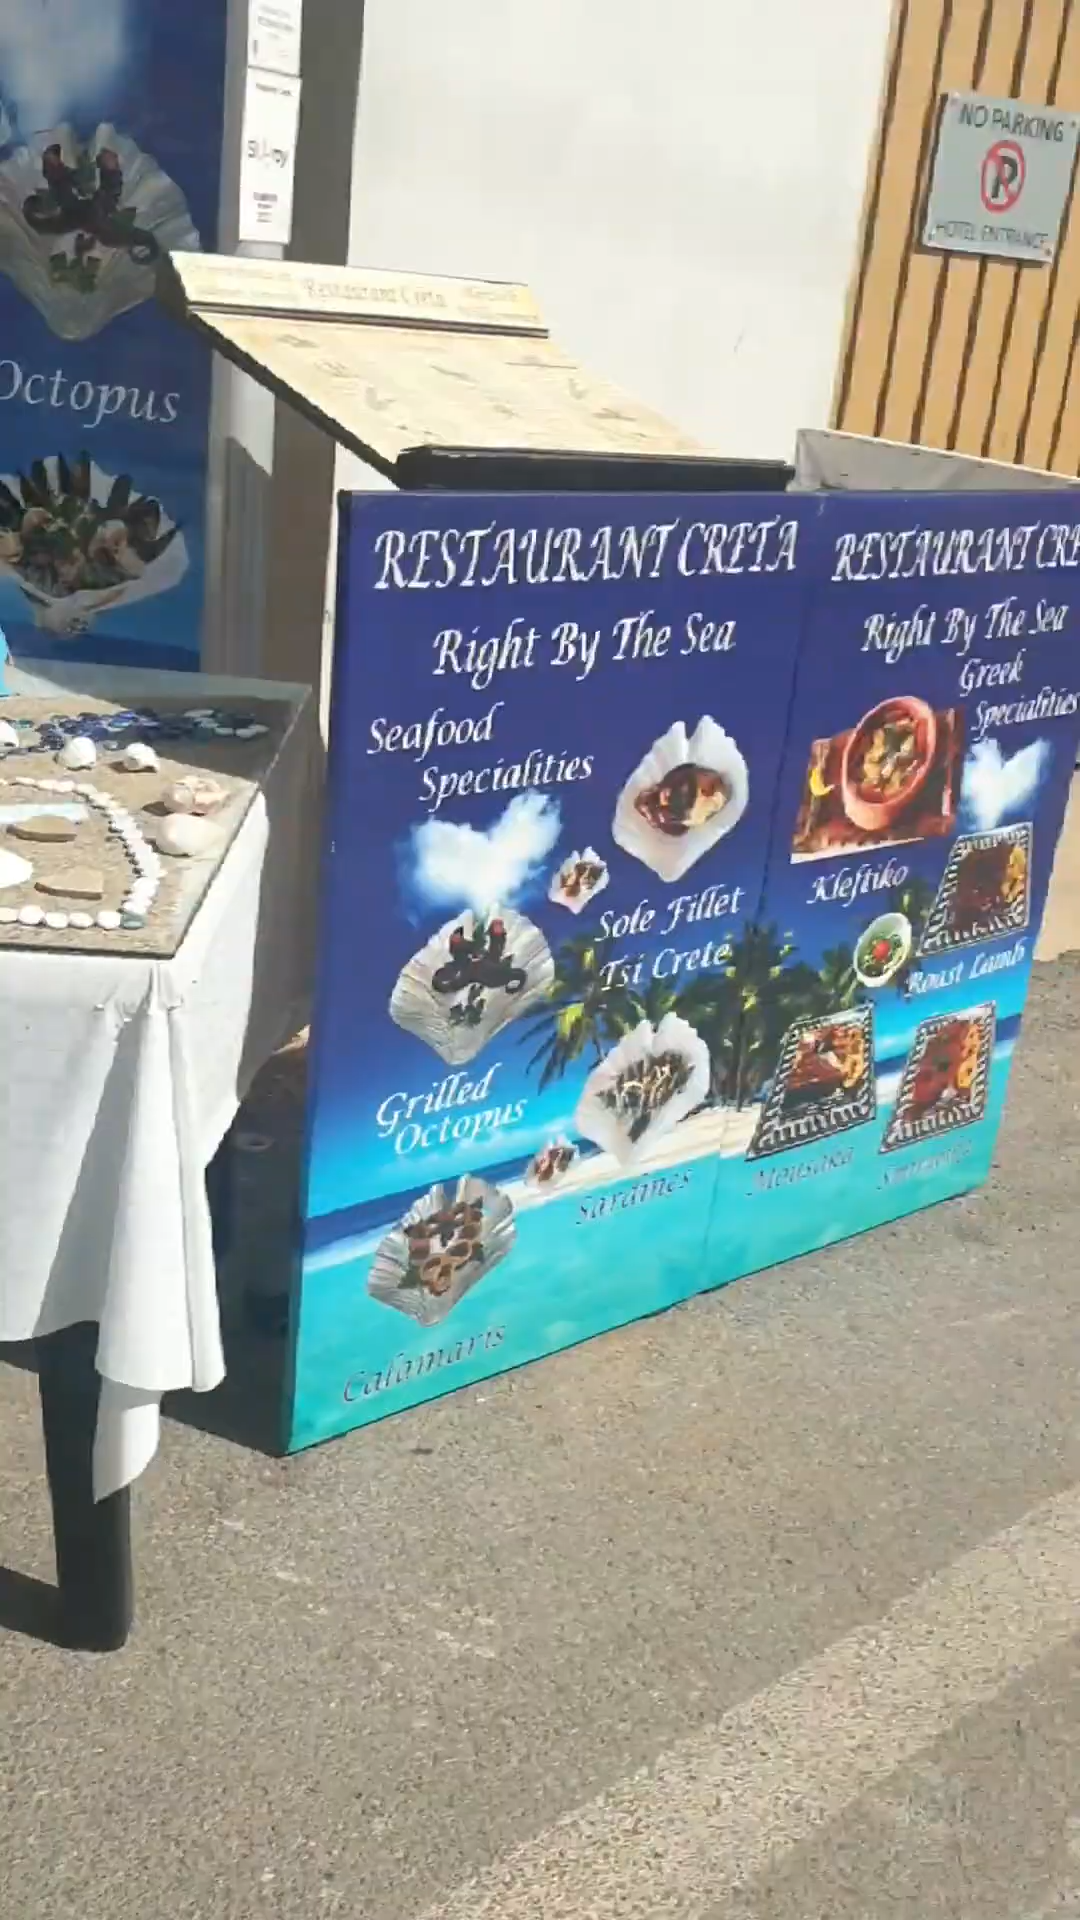 "NO PARKING"
HOTEL ENTRANCE
Restaurant Creta
Octopus
RESTAURANT CRETA
Right By The Sea
Seafood
Specialities
Sole Fillet
Tsi Crete
Grilled
Octopus
Sardines
Calamaris
RESTAURANT CRE
Right By The Sea
Greek
Specialities
Kleftiko
Roast Lamb
Mousaka